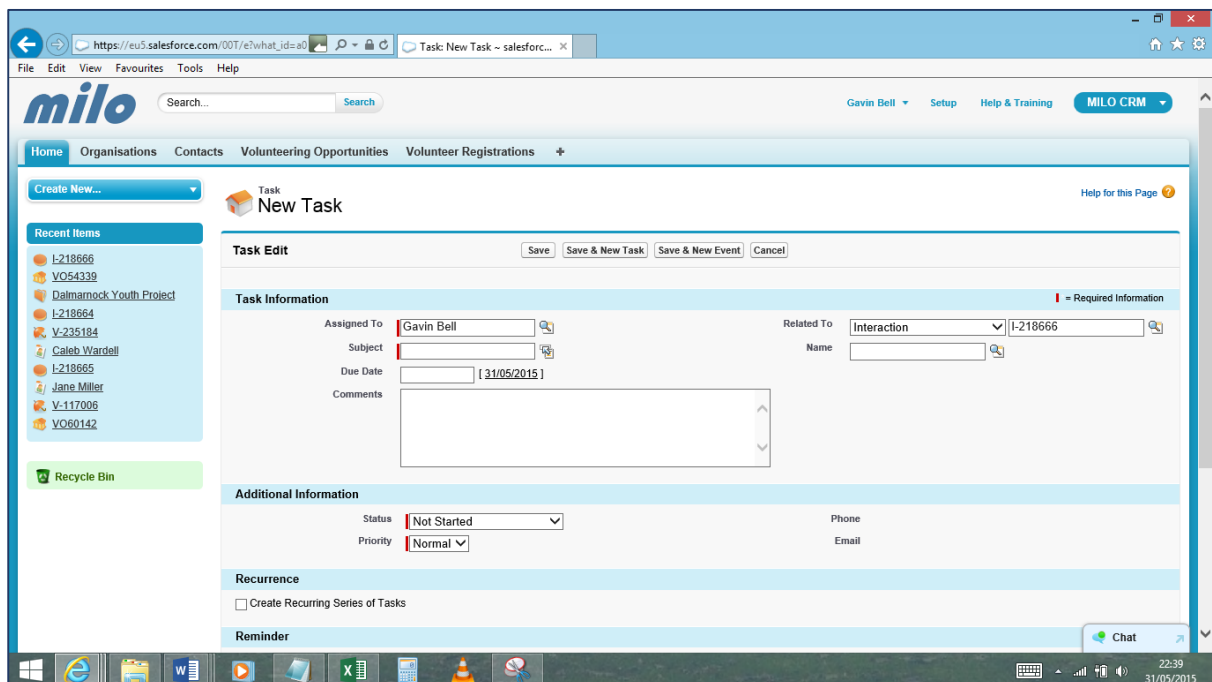 https://eu5.salesforce.com/00T/e?what_id=a0
Task: New Task ~ salesforc...
File Edit View Favourites Tools Help
milo
Search...
Search
Gavin Bell
Setup
Help & Training
MILO CRM
Home Organisations Contacts Volunteering Opportunities Volunteer Registrations +
Create New...
Recent Items
I-218666
VO54339
Dalmarnock Youth Project
I-218664
V-235184
Caleb Wardell
I-218665
Jane Miller
V-117006
VO60142
Recycle Bin
Task
New Task
Help for this Page
Task Edit
Save
Save & New Task
Save & New Event
Cancel
Task Information
= Required Information
Assigned To Gavin Bell
Related To Interaction I-218666
Subject
Name
Due Date [ 31/05/2015 ]
Comments
Additional Information
Status Not Started
Phone
Priority Normal
Email
Recurrence
Create Recurring Series of Tasks
Reminder
Chat
22:39
31/05/2015